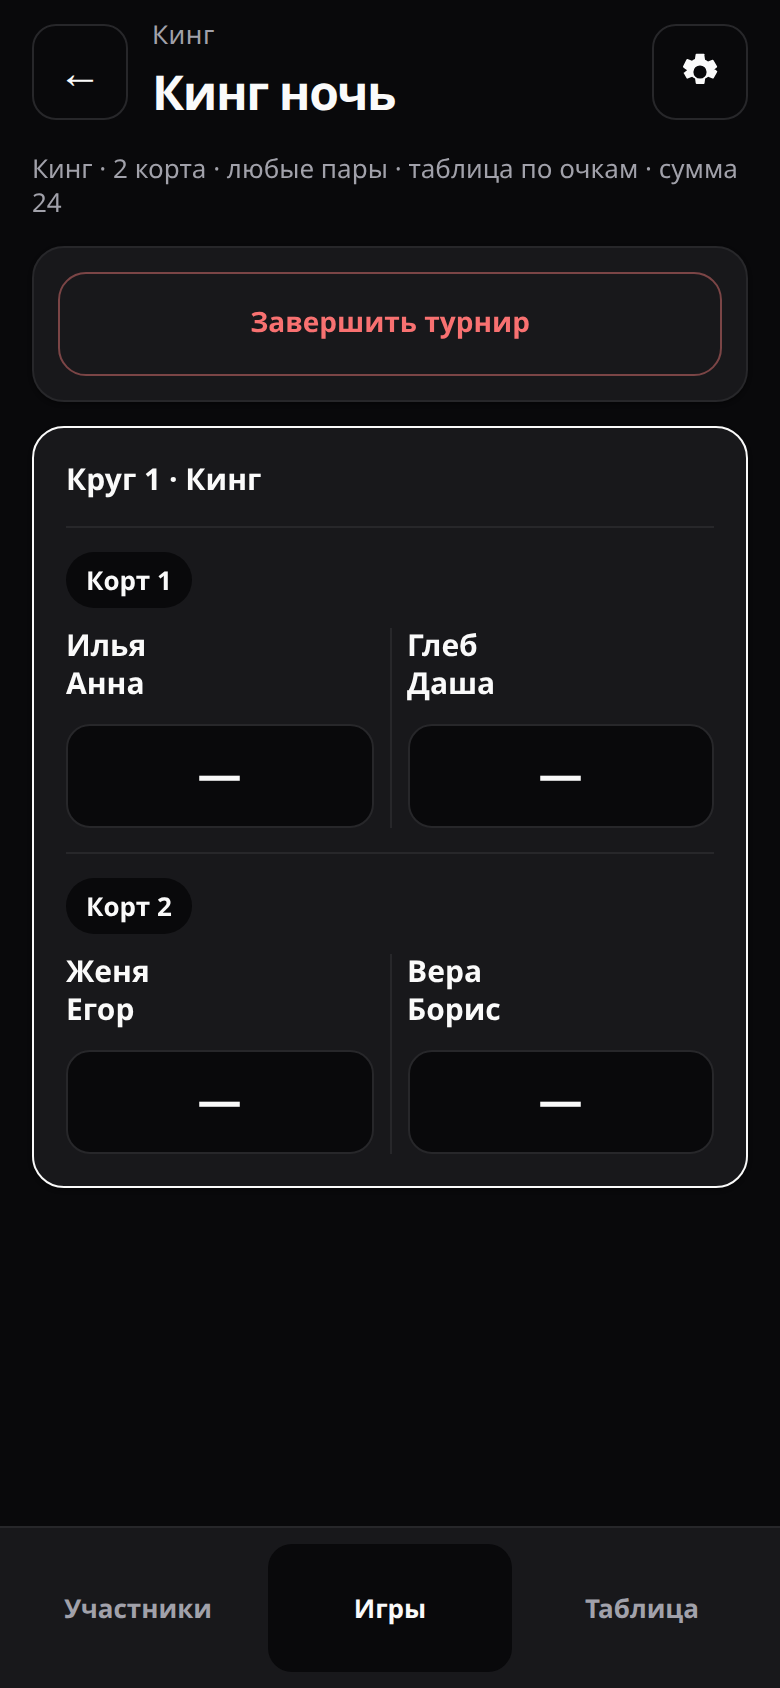 Кинг
←
Кинг ночь
Кинг · 2 корта · любые пары · таблица по очкам · сумма
24
Завершить турнир
Круг 1 · Кинг
Корт 1
Илья
Анна
Глеб
Даша
—
—
Корт 2
Женя
Егор
Вера
Борис
—
—
Участники
Игры
Таблица